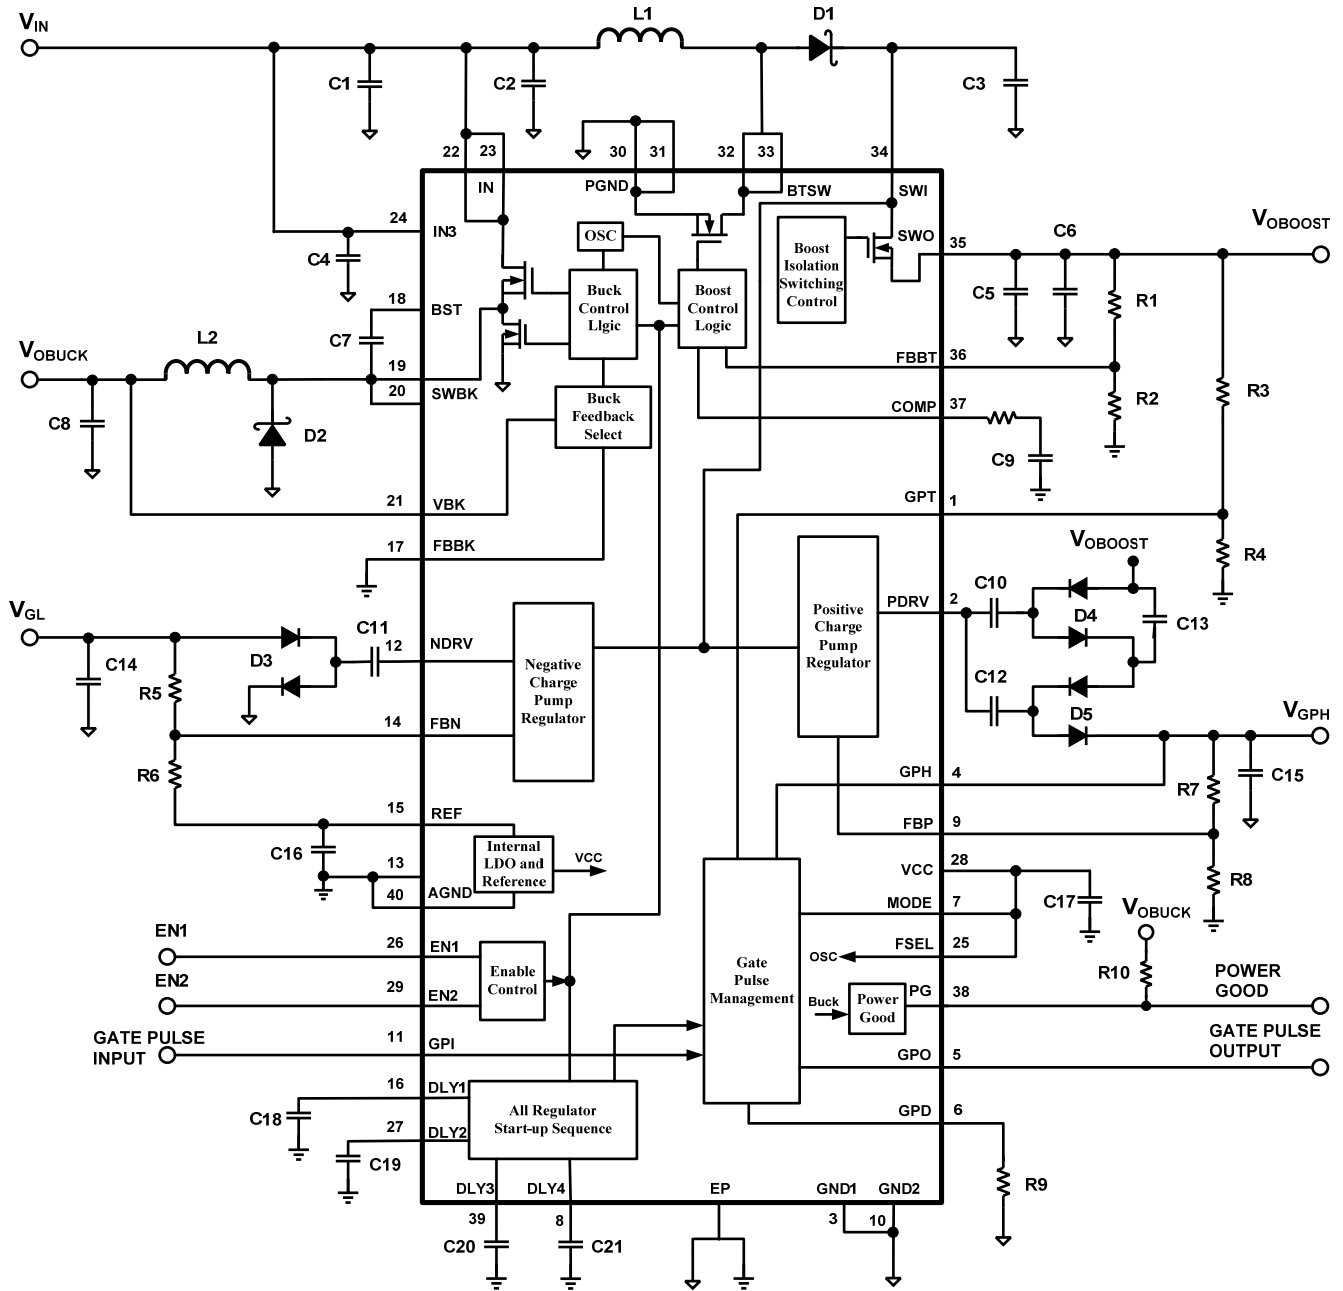 VIN
L1
D1
C1
C2
C3
22
23
30
31
32
33
34
IN
PGND
BTSW
SWI
24
IN3
OSC
Boost
Isolation
Switching
Control
SWO
35
C6
VOBOOST
C4
18
BST
Buck
Control
Llgic
Boost
Control
Logic
C5
R1
VOBUCK
L2
C7
19
20
SWBK
FBBT
36
Buck
Feedback
Select
COMP
37
R2
R3
C8
D2
C9
21
VBK
GPT
1
17
FBBK
R4
VOBOOST
VGL
C11
12
NDRV
Negative
Charge
Pump
Regulator
Positive
Charge
Pump
Regulator
PDRV
2
C10
D4
C13
C14
D3
R5
C12
D5
VGPH
14
FBN
R6
GPH
4
R7
C15
15
REF
FBP
9
C16
13
40
AGND
Internal
LDO and
Reference
VCC
VCC
28
R8
MODE
7
C17
VOBUCK
EN1
26
EN1
FSEL
25
OSC
EN2
29
EN2
Enable
Control
Gate
Pulse
Management
R10
POWER
GOOD
Buck
Power
Good
PG
38
GATE PULSE
INPUT
11
GPI
GPO
5
GATE PULSE
OUTPUT
16
DLY1
All Regulator
Start-up Sequence
GPD
6
C18
27
DLY2
C19
R9
DLY3
DLY4
EP
GND1
GND2
39
8
3
10
C20
C21